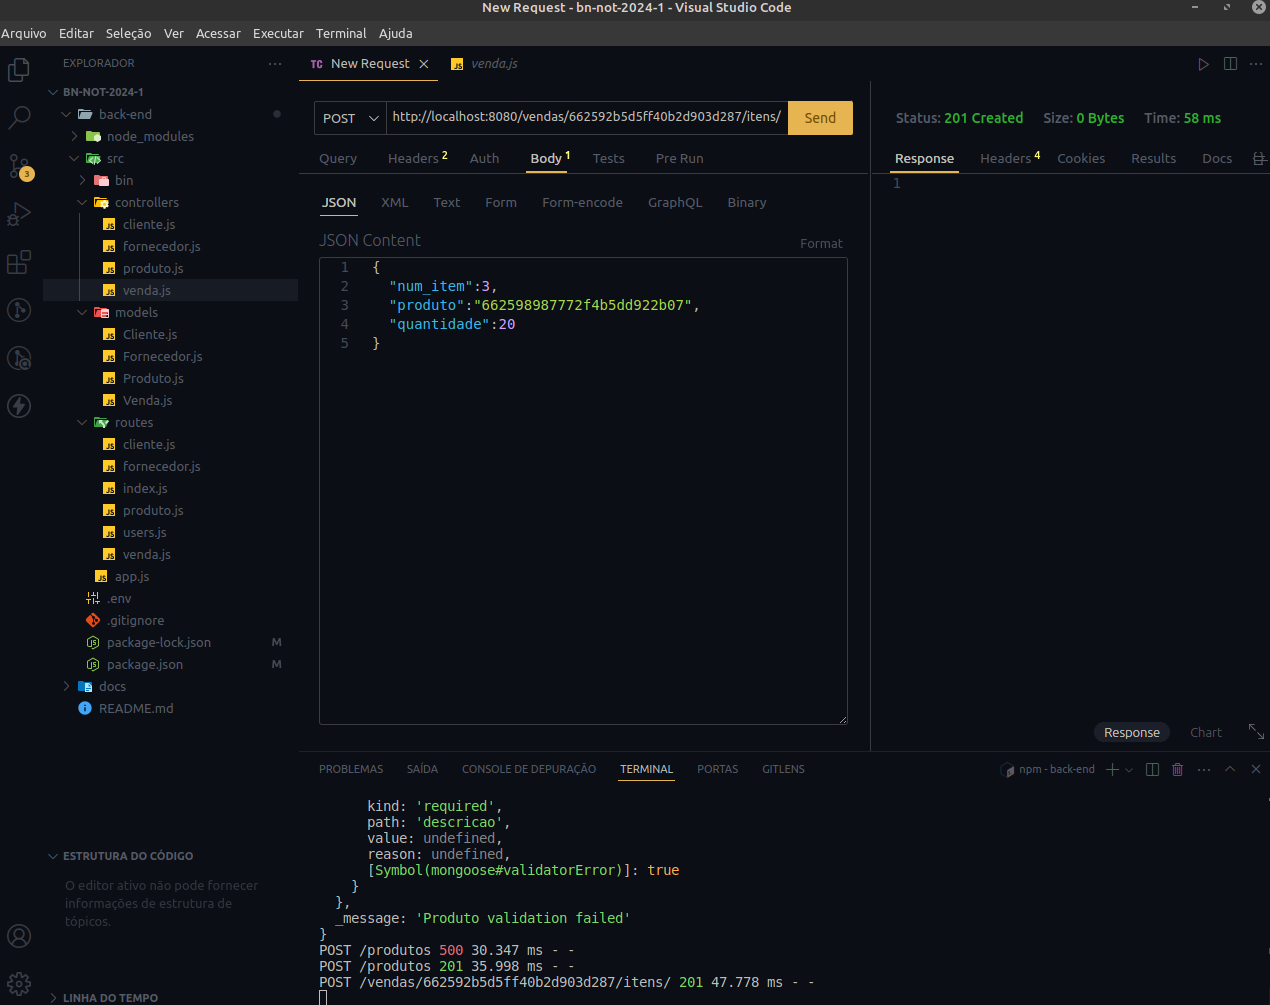 New Request - bn-not-2024-1 - Visual Studio Code
Arquivo Editar Seleção Ver Acessar Executar Terminal Ajuda
EXPLORADOR
BN-NOT-2024-1
back-end
node_modules
src
bin
controllers
cliente.js
fornecedor.js
produto.js
venda.js
models
Cliente.js
Fornecedor.js
Produto.js
Venda.js
routes
cliente.js
fornecedor.js
index.js
produto.js
users.js
venda.js
app.js
.env
.gitignore
package-lock.json M
package.json M
docs
README.md
3
ESTRUTURA DO CÓDIGO
O editor ativo não pode fornecer
informações de estrutura de
tópicos.
LINHA DO TEMPO
TC New Request
JS venda.js
POST http://localhost:8080/vendas/662592b5d5ff40b2d903d287/itens/ Send
Query Headers 2 Auth Body 1 Tests Pre Run
JSON XML Text Form Form-encode GraphQL Binary
JSON Content Format
1 {
2 "num_item":3,
3 "produto":"662598987772f4b5dd922b07",
4 "quantidade":20
5 }
Status: 201 Created Size: 0 Bytes Time: 58 ms
Response Headers 4 Cookies Results Docs
1
Response Chart
PROBLEMAS SAÍDA CONSOLE DE DEPURAÇÃO TERMINAL PORTAS GITLENS
npm - back-end
kind: 'required',
path: 'descricao',
value: undefined,
reason: undefined,
[Symbol(mongoose#validatorError)]: true
}
},
_message: 'Produto validation failed'
}
POST /produtos 500 30.347 ms - -
POST /produtos 201 35.998 ms - -
POST /vendas/662592b5d5ff40b2d903d287/itens/ 201 47.778 ms - -